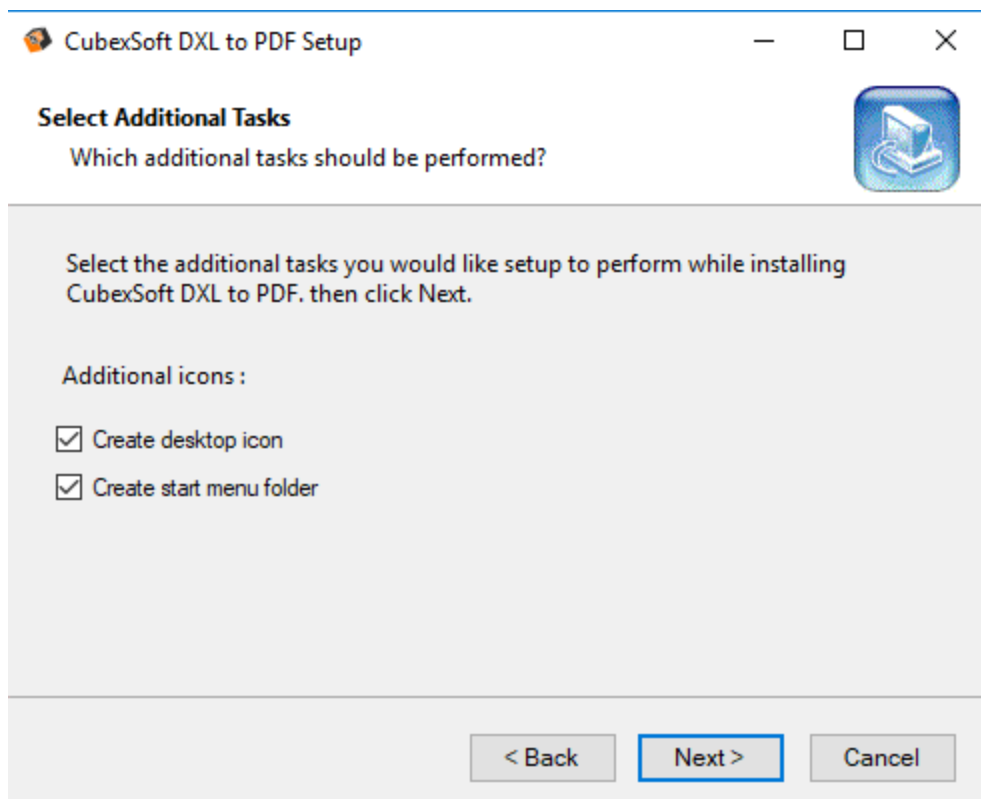 CubexSoft DXL to PDF Setup
Select Additional Tasks
Which additional tasks should be performed?
Select the additional tasks you would like setup to perform while installing
CubexSoft DXL to PDF. then click Next.
Additional icons :
Create desktop icon
Create start menu folder
< Back
Next >
Cancel